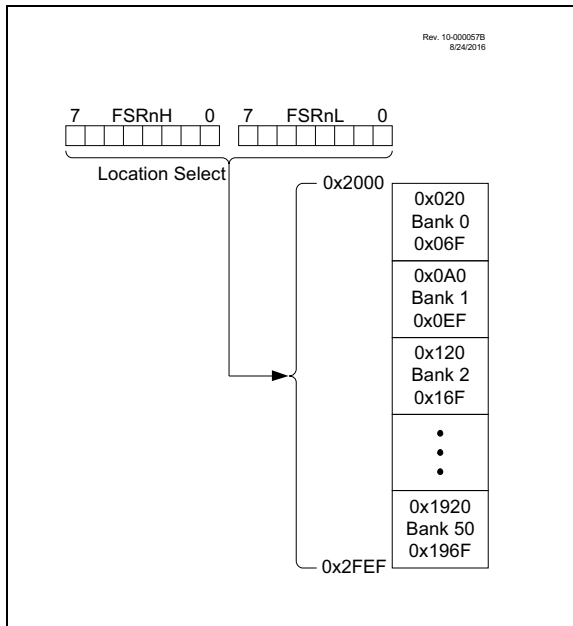 Rev. 10-000057B
8/24/2016
7 FSRnH 0 7 FSRnL 0
Location Select
0x2000
0x020
Bank 0
0x06F
0x0A0
Bank 1
0x0EF
0x120
Bank 2
0x16F
0x1920
Bank 50
0x196F
0x2FEF